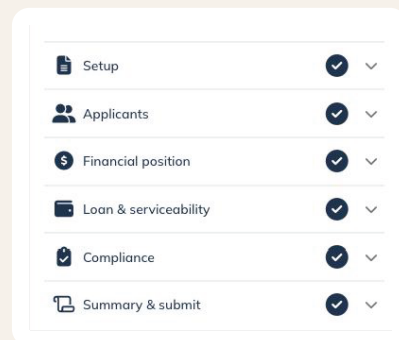 Setup
Applicants
Financial position
Loan & serviceability
Compliance
Summary & submit